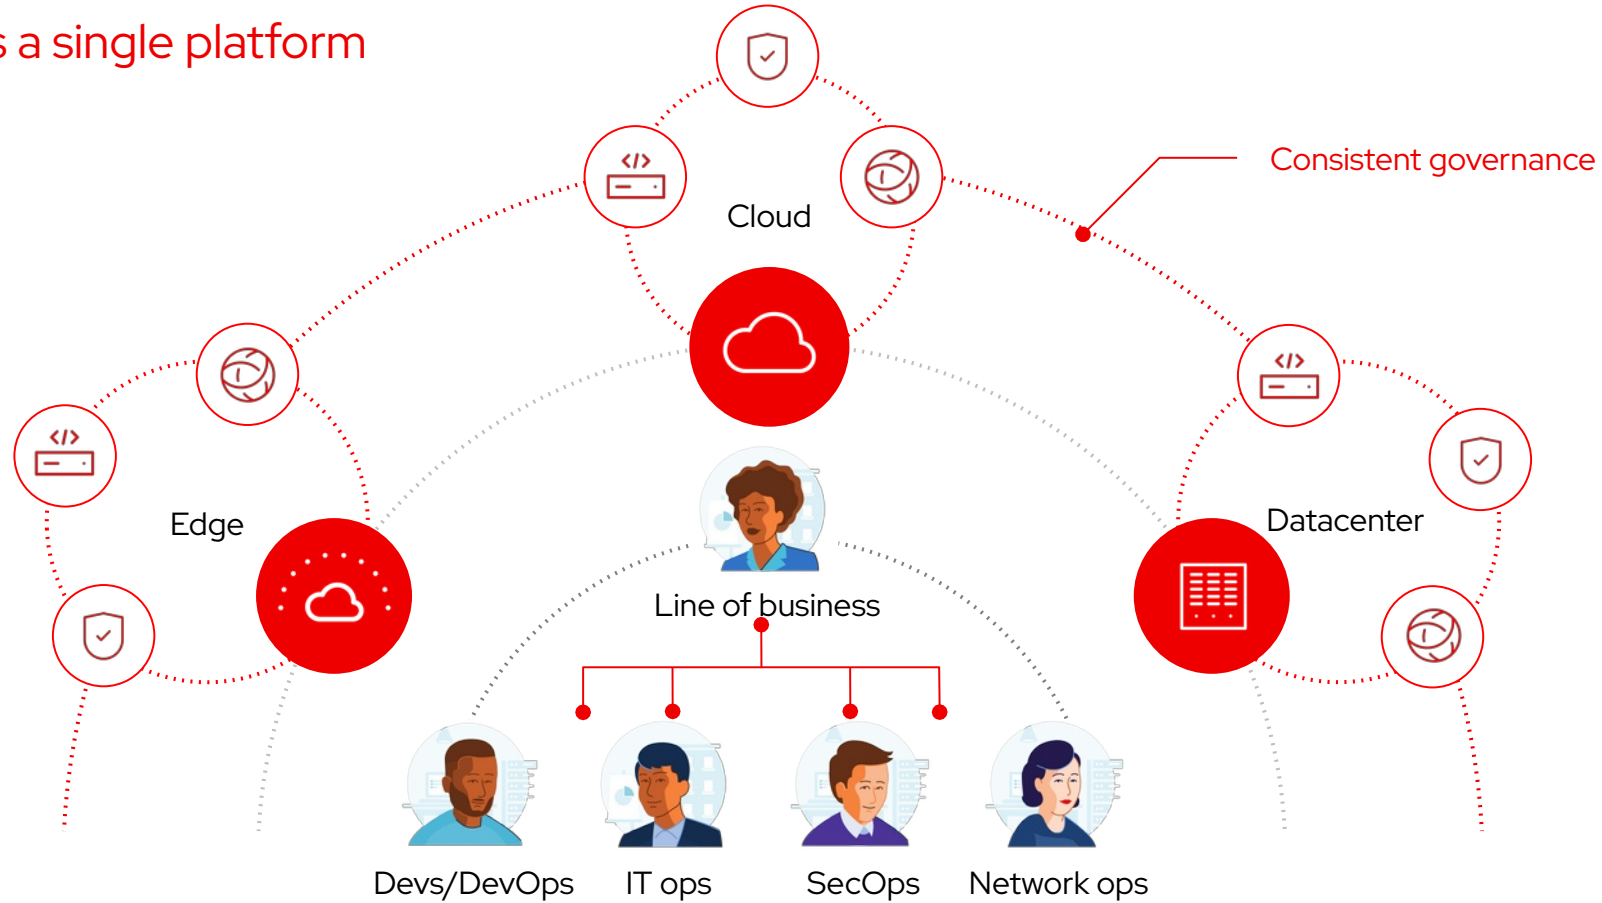 a single platform
Consistent governance
Cloud
Edge
Datacenter
Line of business
Devs/DevOps
IT ops
SecOps
Network ops